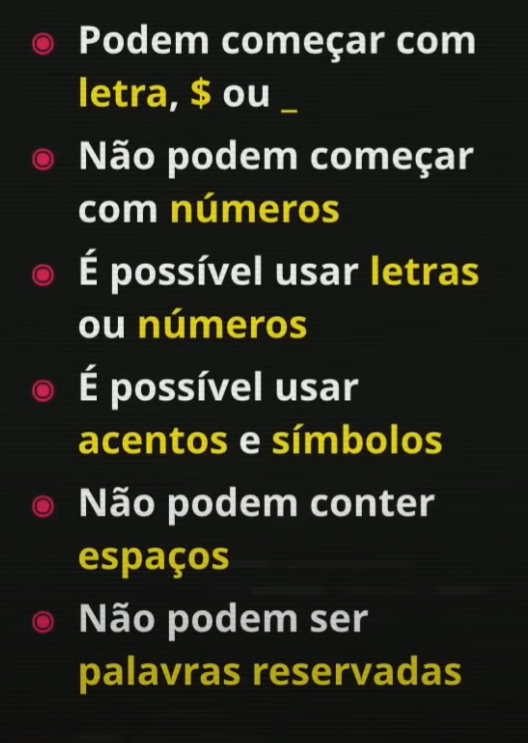 Podem começar com
letra, $ ou _
Não podem começar
com números
É possível usar letras
ou números
É possível usar
acentos e símbolos
Não podem conter
espaços
Não podem ser
palavras reservadas